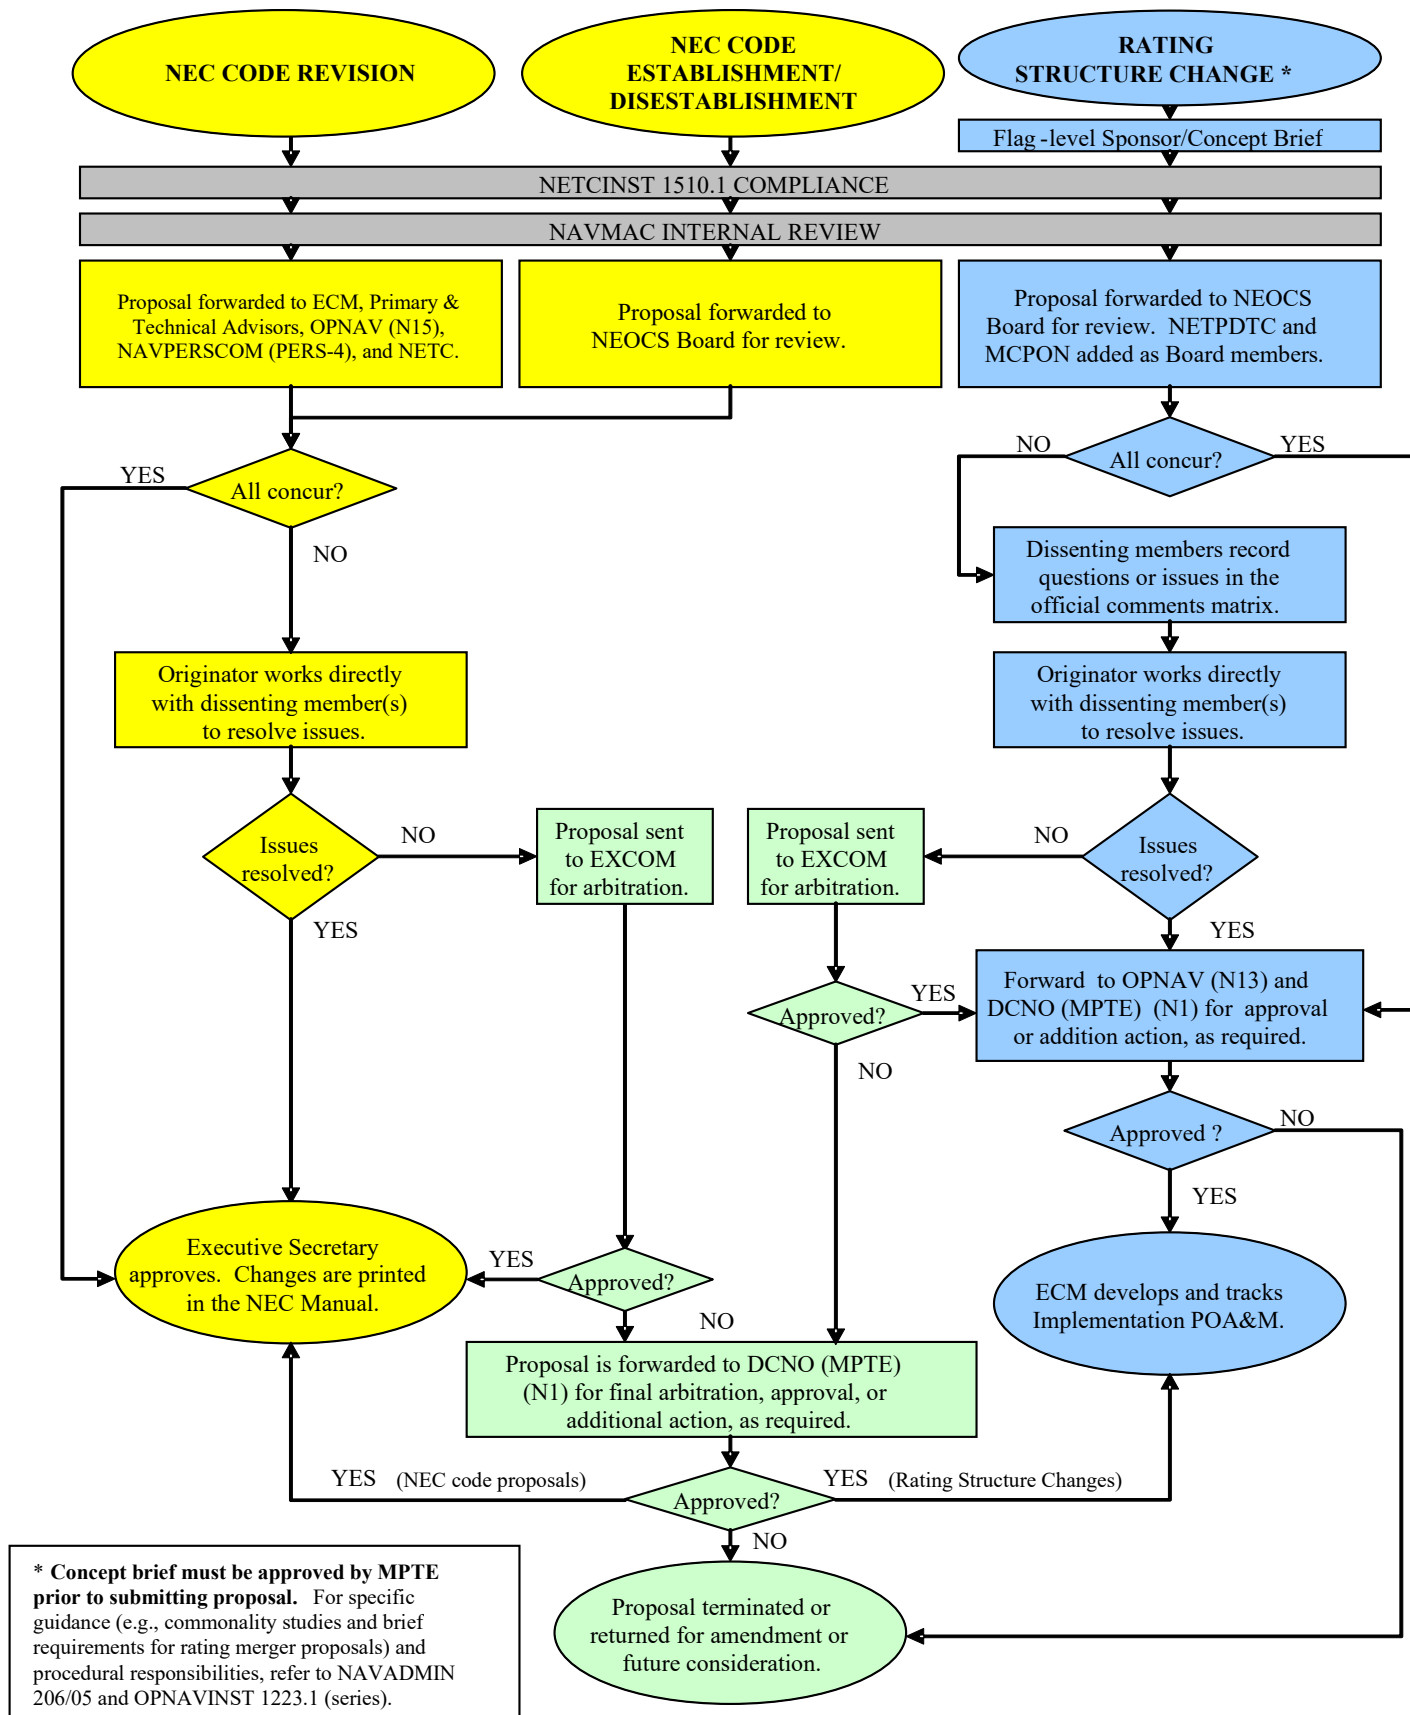 NEC CODE REVISION
NEC CODE
ESTABLISHMENT/
DISESTABLISHMENT
RATING
STRUCTURE CHANGE *
Flag -level Sponsor/Concept Brief
NETCINST 1510.1 COMPLIANCE
NAVMAC INTERNAL REVIEW
Proposal forwarded to ECM, Primary &
Technical Advisors, OPNAV (N15),
NAVPERSCOM (PERS-4), and NETC.
Proposal forwarded to
NEOCS Board for review.
Proposal forwarded to NEOCS
Board for review. NETPDTC and
MCPON added as Board members.
NO
All concur?
YES
YES
All concur?
NO
Dissenting members record
questions or issues in the
official comments matrix.
Originator works directly
with dissenting member(s)
to resolve issues.
Originator works directly
with dissenting member(s)
to resolve issues.
Issues
resolved?
NO
YES
Proposal sent
to EXCOM
for arbitration.
Proposal sent
to EXCOM
for arbitration.
NO
Issues
resolved?
YES
Approved?
YES
NO
Forward to OPNAV (N13) and
DCNO (MPTE) (N1) for approval
or addition action, as required.
Approved ?
NO
YES
Executive Secretary
approves. Changes are printed
in the NEC Manual.
YES
Approved?
NO
ECM develops and tracks
Implementation POA&M.
Proposal is forwarded to DCNO (MPTE)
(N1) for final arbitration, approval, or
additional action, as required.
YES (NEC code proposals)
Approved?
YES (Rating Structure Changes)
NO
Proposal terminated or
returned for amendment or
future consideration.
* Concept brief must be approved by MPTE
prior to submitting proposal. For specific
guidance (e.g., commonality studies and brief
requirements for rating merger proposals) and
procedural responsibilities, refer to NAVADMIN
206/05 and OPNAVINST 1223.1 (series).